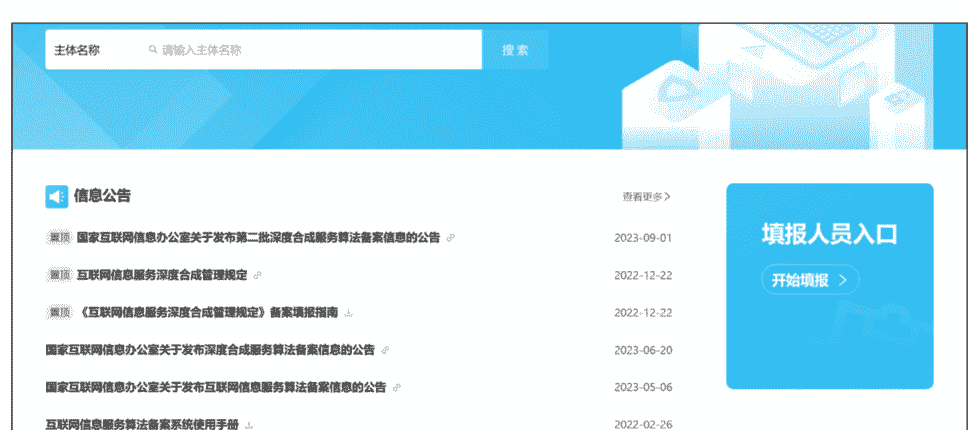 主体名称 请输入主体名称 搜索
信息公告 查看更多
置顶 国家互联网信息办公室关于发布第二批深度合成服务算法备案信息的公告 2023-09-01
置顶 互联网信息服务深度合成管理规定 2022-12-22
置顶 《互联网信息服务深度合成管理规定》备案填报指南 2022-12-22
国家互联网信息办公室关于发布深度合成服务算法备案信息的公告 2023-06-20
国家互联网信息办公室关于发布互联网信息服务算法备案信息的公告 2023-05-06
互联网信息服务算法备案系统使用手册 2022-02-26
填报人员入口
开始填报